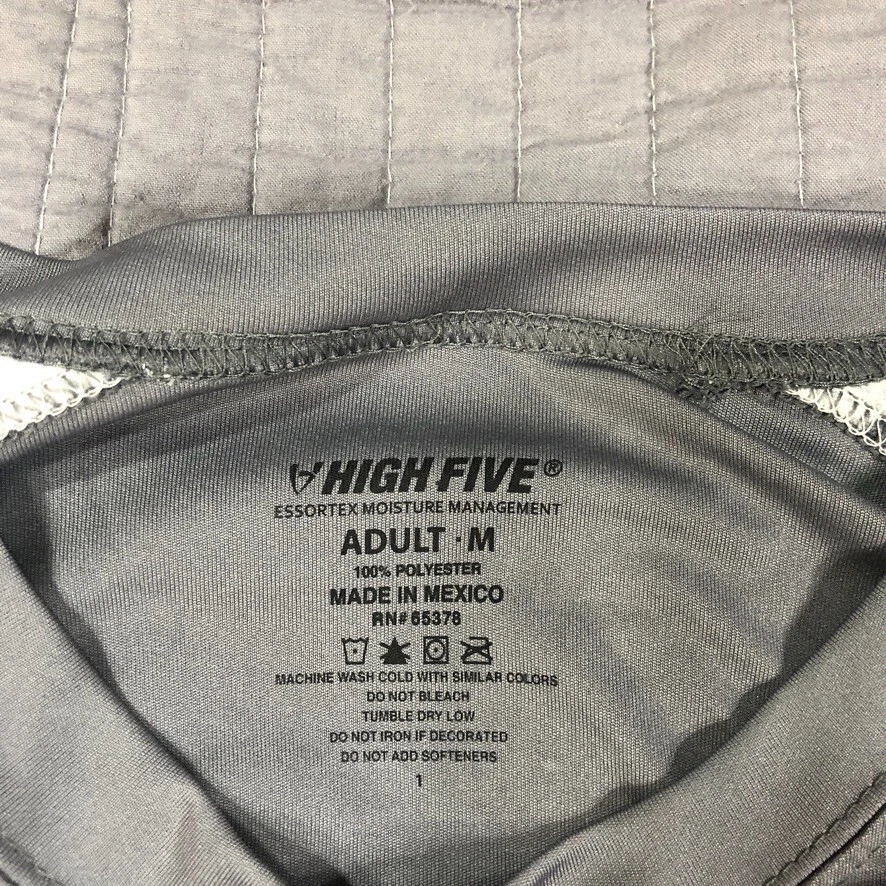 HIGH FIVE®
ESSORTEX MOISTURE MANAGEMENT
ADULT · M
100% POLYESTER
MADE IN MEXICO
RN# 65378
MACHINE WASH COLD WITH SIMILAR COLORS
DO NOT BLEACH
TUMBLE DRY LOW
DO NOT IRON IF DECORATED
DO NOT ADD SOFTENERS
1